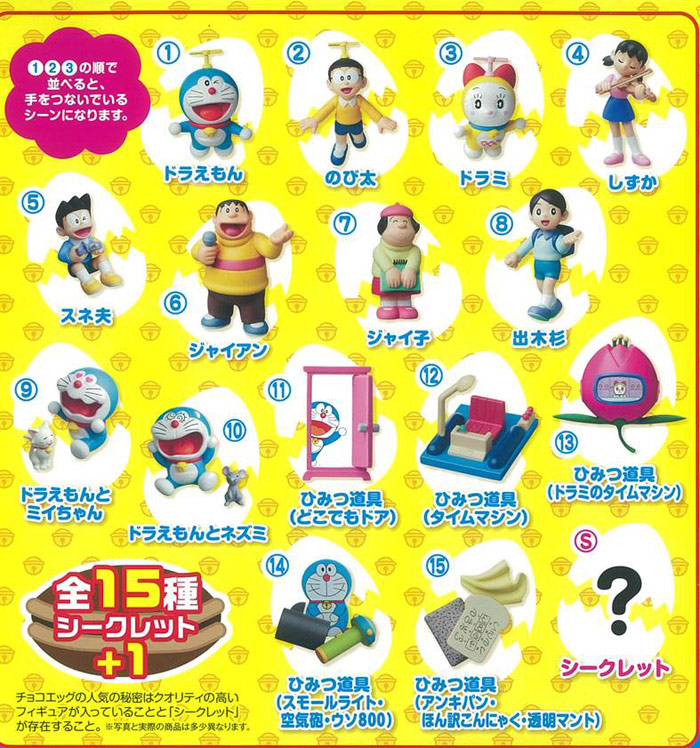 ①②③の順で
並べると、
手をつないでいる
シーンになります。
①
ドラえもん
②
のび太
③
ドラミ
④
しずか
⑤
スネ夫
⑥
ジャイアン
⑦
ジャイ子
⑧
出木杉
⑨
ドラえもんと
ミイちゃん
⑩
ドラえもんとネズミ
⑪
ひみつ道具
(どこでもドア)
⑫
ひみつ道具
(タイムマシン)
⑬
ひみつ道具
(ドラミのタイムマシン)
全15種
シークレット
+1
⑭
ひみつ道具
(スモールライト・
空気砲・ウソ800)
⑮
ひみつ道具
(アンキパン・
ほん訳こんにゃく・透明マント)
Ⓢ
?
シークレット
チョコエッグの人気の秘密はクオリティの高い
フィギュアが入っていることと「シークレット」
が存在すること。※写真と実際の商品は多少異なります。